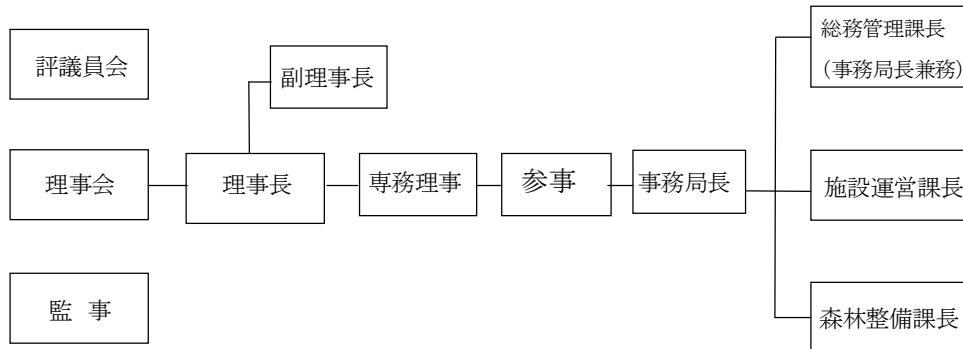 評議員会
副理事長
総務管理課長
(事務局長兼務)
理事会
理事長
専務理事
参事
事務局長
施設運営課長
監 事
森林整備課長